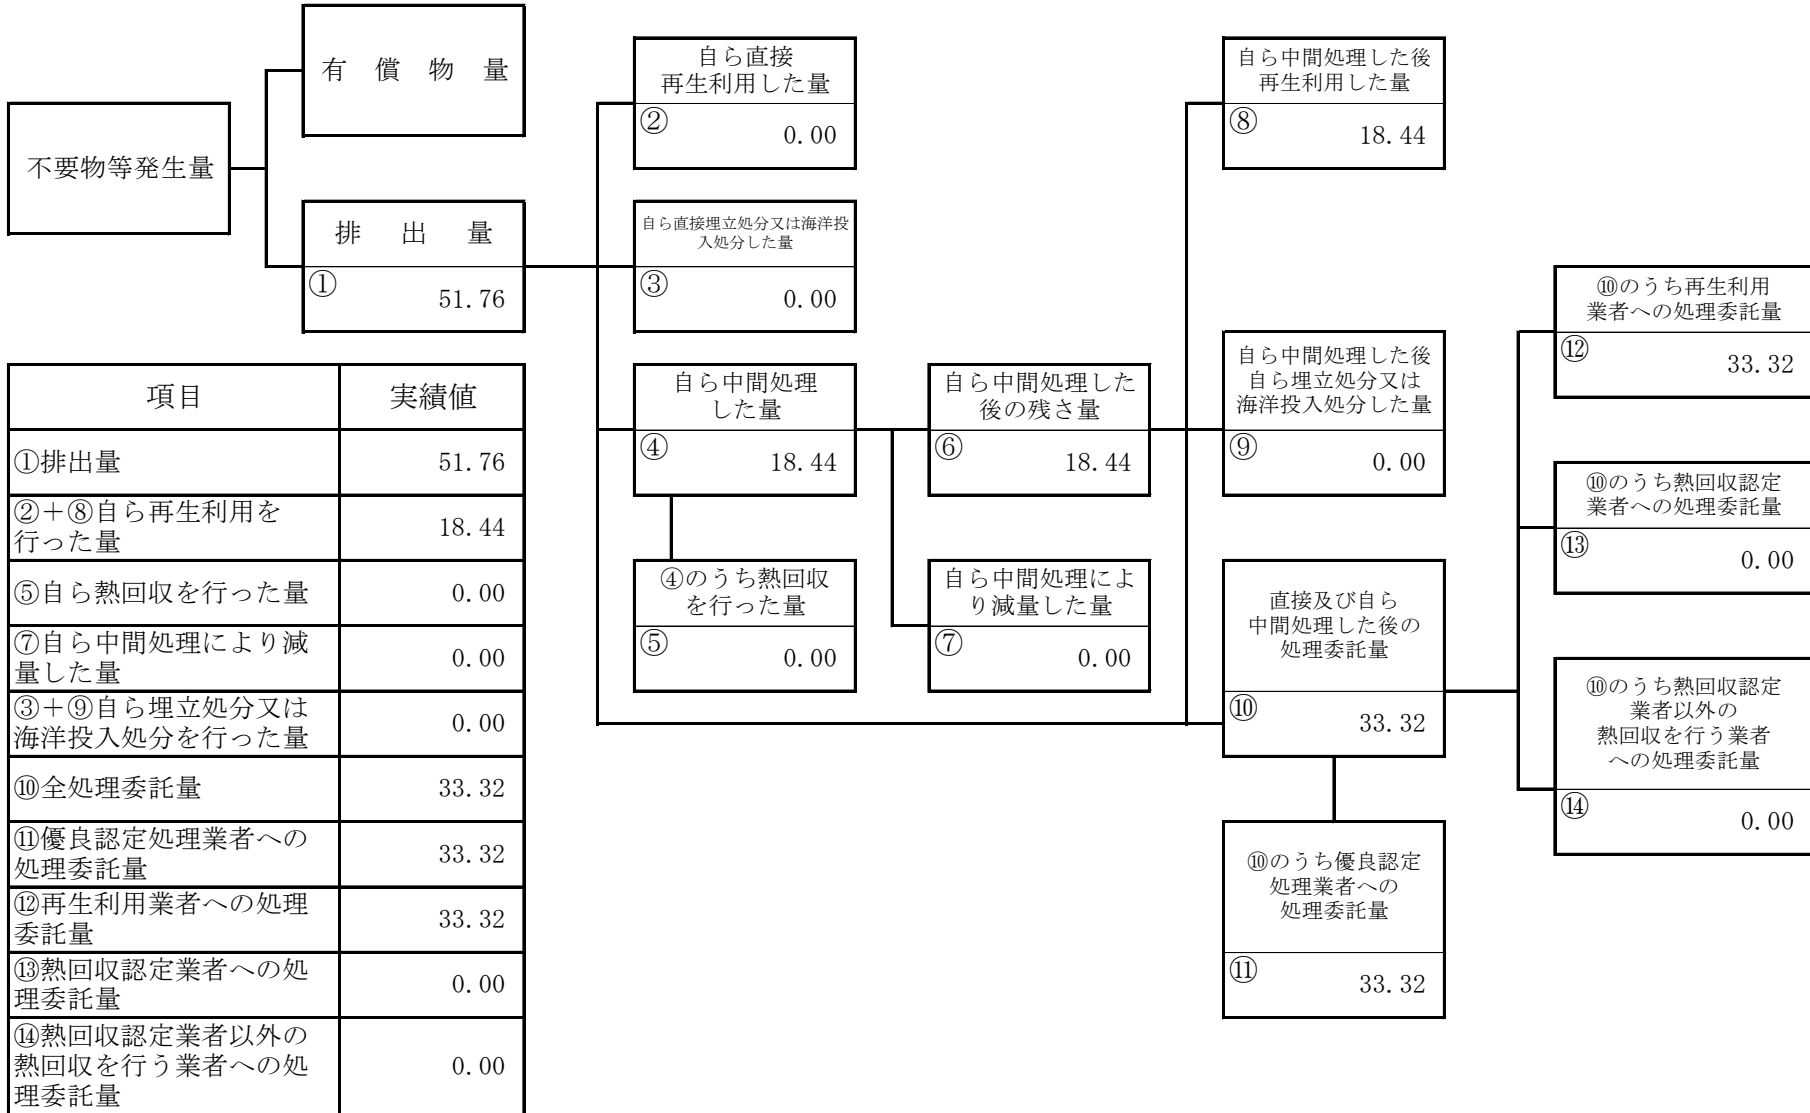 有償物量
不要物等発生量
排出量
①
51.76
自ら直接
再生利用した量
②
0.00
自ら直接埋立処分又は海洋投
入処分した量
③
0.00
自ら中間処理
した量
④
18.44
④のうち熱回収
を行った量
⑤
0.00
自ら中間処理した
後の残さ量
⑥
18.44
自ら中間処理によ
り減量した量
⑦
0.00
自ら中間処理した後
再生利用した量
⑧
18.44
自ら中間処理した後
自ら埋立処分又は
海洋投入処分した量
⑨
0.00
直接及び自ら
中間処理した後の
処理委託量
⑩
33.32
⑩のうち優良認定
処理業者への
処理委託量
⑪
33.32
⑩のうち再生利用
業者への処理委託量
⑫
33.32
⑩のうち熱回収認定
業者への処理委託量
⑬
0.00
⑩のうち熱回収認定
業者以外の
熱回収を行う業者
への処理委託量
⑭
0.00
項目 実績値
①排出量 51.76
②＋⑧自ら再生利用を
行った量 18.44
⑤自ら熱回収を行った量 0.00
⑦自ら中間処理により減
量した量 0.00
③＋⑨自ら埋立処分又は
海洋投入処分を行った量 0.00
⑩全処理委託量 33.32
⑪優良認定処理業者への
処理委託量 33.32
⑫再生利用業者への処理
委託量 33.32
⑬熱回収認定業者への処
理委託量 0.00
⑭熱回収認定業者以外の
熱回収を行う業者への処
理委託量 0.00